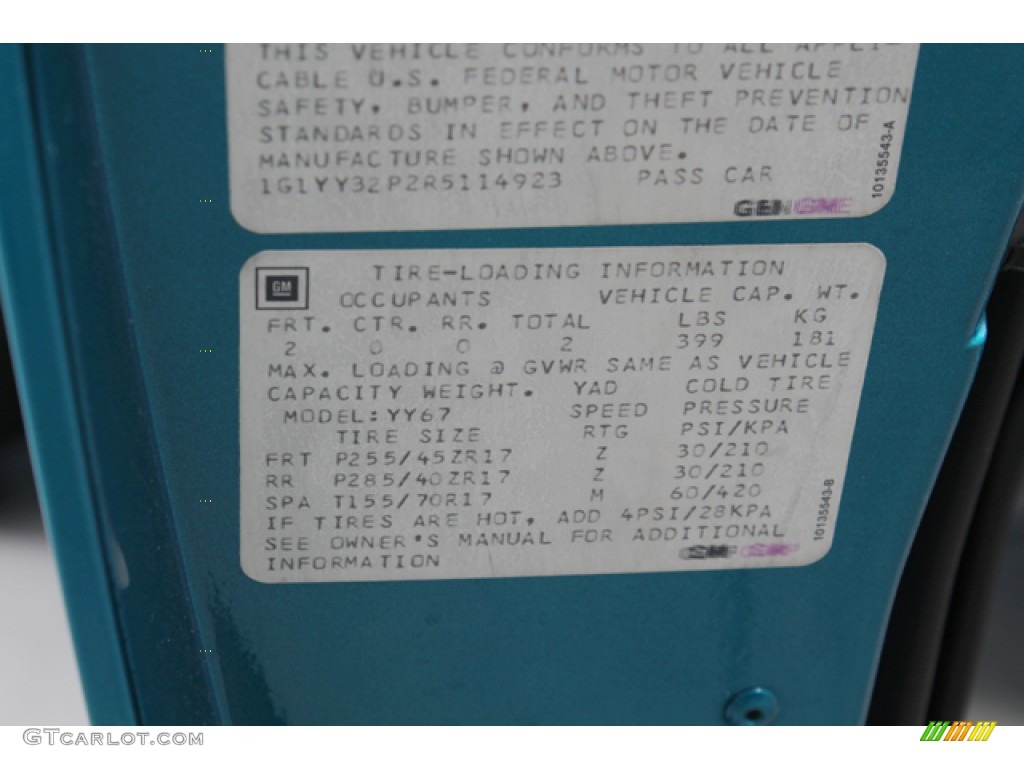 THIS VEHICLE CONFORMS TO ALL APPLI-
CABLE U.S. FEDERAL MOTOR VEHICLE
SAFETY, BUMPER, AND THEFT PREVENTION
STANDARDS IN EFFECT ON THE DATE OF
MANUFACTURE SHOWN ABOVE.
1G1YY32P2R5114923 PASS CAR
10135543-A
GM TIRE-LOADING INFORMATION
OCCUPANTS VEHICLE CAP. WT.
FRT. CTR. RR. TOTAL LBS KG
2 0 0 2 399 181
MAX. LOADING @ GVWR SAME AS VEHICLE
CAPACITY WEIGHT. YAD COLD TIRE
MODEL:YY67 SPEED PRESSURE
TIRE SIZE RTG PSI/KPA
FRT P255/45ZR17 Z 30/210
RR P285/40ZR17 Z 30/210
SPA T155/70R17 M 60/420
IF TIRES ARE HOT, ADD 4PSI/28KPA
SEE OWNER'S MANUAL FOR ADDITIONAL
INFORMATION
10135543-B
GTCARLOT.COM